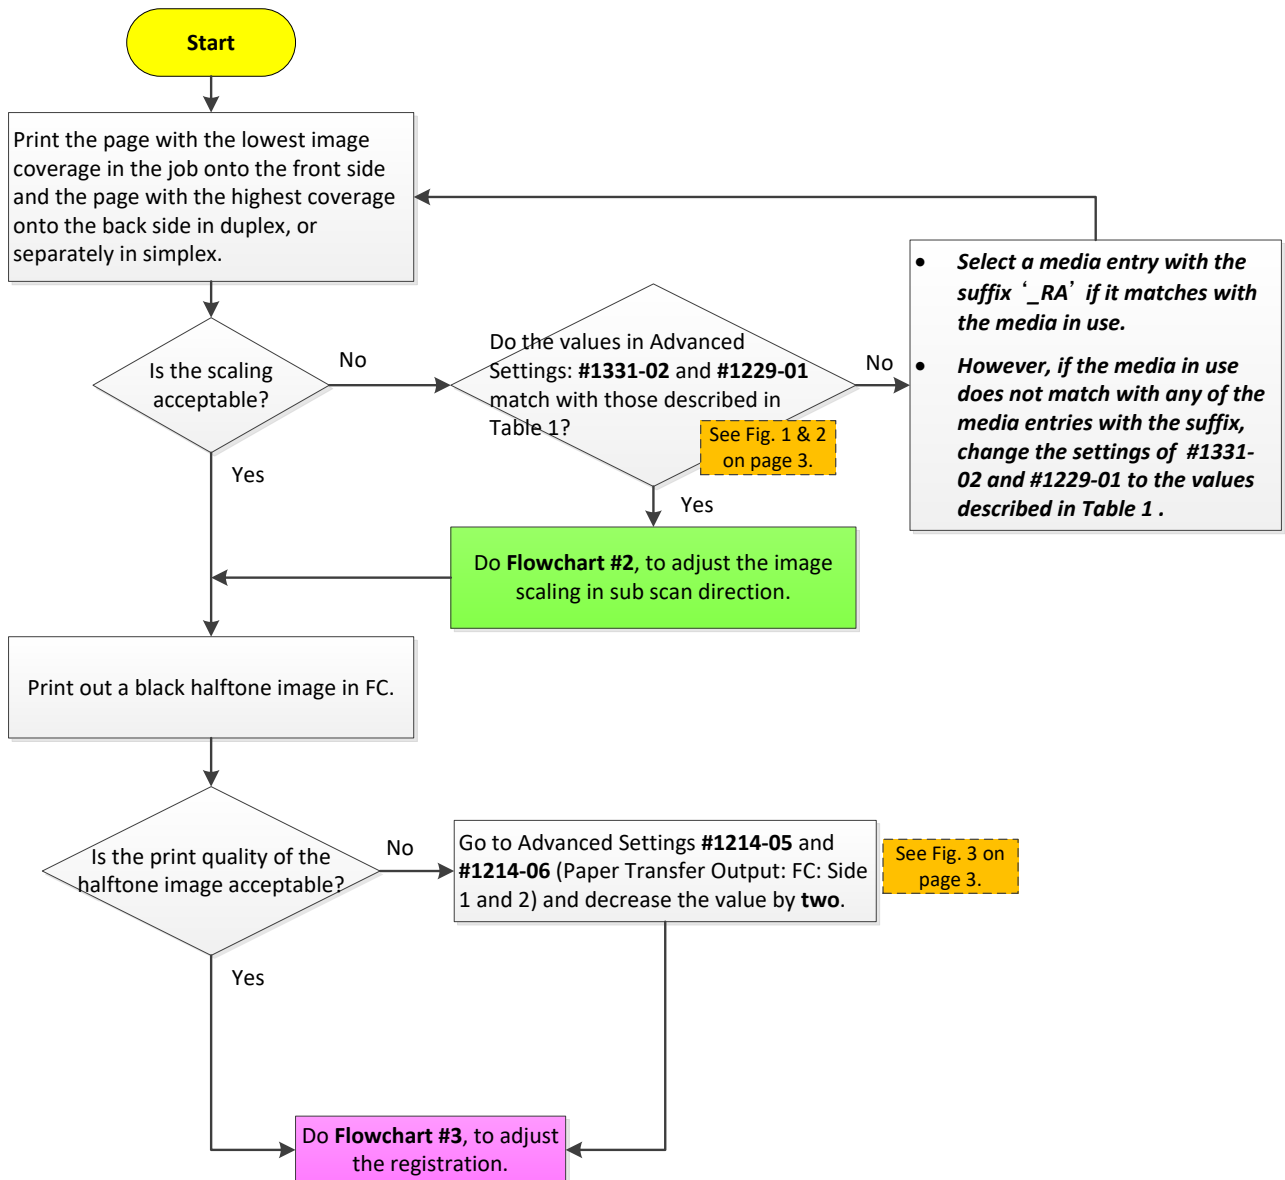 Start
Print the page with the lowest image
coverage in the job onto the front side
and the page with the highest coverage
onto the back side in duplex, or
separately in simplex.
Is the scaling
acceptable?
No
Yes
Do the values in Advanced
Settings: #1331-02 and #1229-01
match with those described in
Table 1?
See Fig. 1 & 2
on page 3.
No
Yes
• Select a media entry with the
suffix ‘_RA’ if it matches with
the media in use.
• However, if the media in use
does not match with any of the
media entries with the suffix,
change the settings of #1331-
02 and #1229-01 to the values
described in Table 1 .
Do Flowchart #2, to adjust the image
scaling in sub scan direction.
Print out a black halftone image in FC.
Is the print quality of the
halftone image acceptable?
No
Yes
Go to Advanced Settings #1214-05 and
#1214-06 (Paper Transfer Output: FC: Side
1 and 2) and decrease the value by two.
See Fig. 3 on
page 3.
Do Flowchart #3, to adjust
the registration.